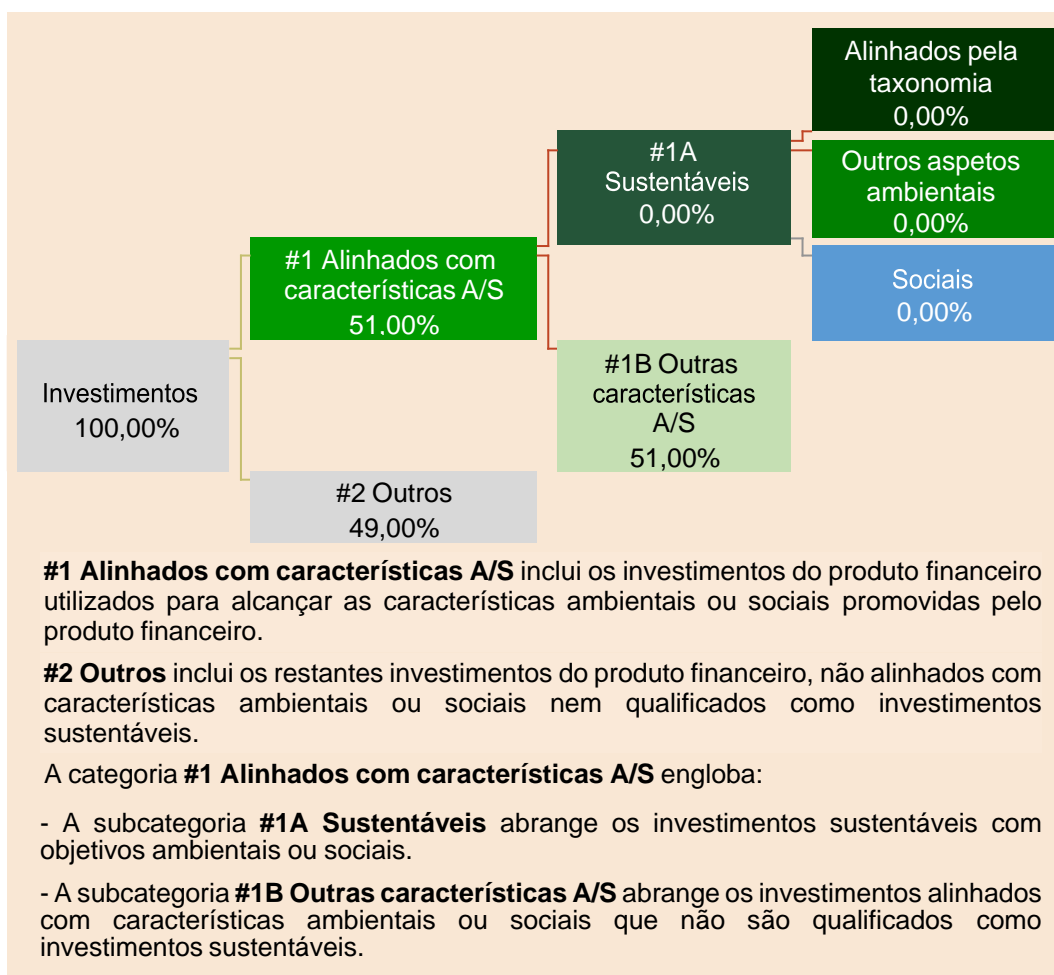 Alinhados pela
taxonomia
0,00%
#1A
Sustentáveis
0,00%
Outros aspetos
ambientais
0,00%
#1 Alinhados com
características A/S
51.00%
Sociais
0,00%
Investimentos
100,00%
#1B Outras
características
A/S
51,00%
#2 Outros
49,00%
#1 Alinhados com características A/S inclui os investimentos do produto financeiro
utilizados para alcançar as características ambientais ou sociais promovidas pelo
produto financeiro.
#2 Outros inclui os restantes investimentos do produto financeiro, não alinhados com
características ambientais ou sociais nem qualificados como investimentos
sustentáveis.
A categoria #1 Alinhados com características A/S engloba:
- A subcategoria #1A Sustentáveis abrange os investimentos sustentáveis com
objetivos ambientais ou sociais.
- A subcategoria #1B Outras características A/S abrange os investimentos alinhados
com características ambientais ou sociais que não são qualificados como
investimentos sustentáveis.